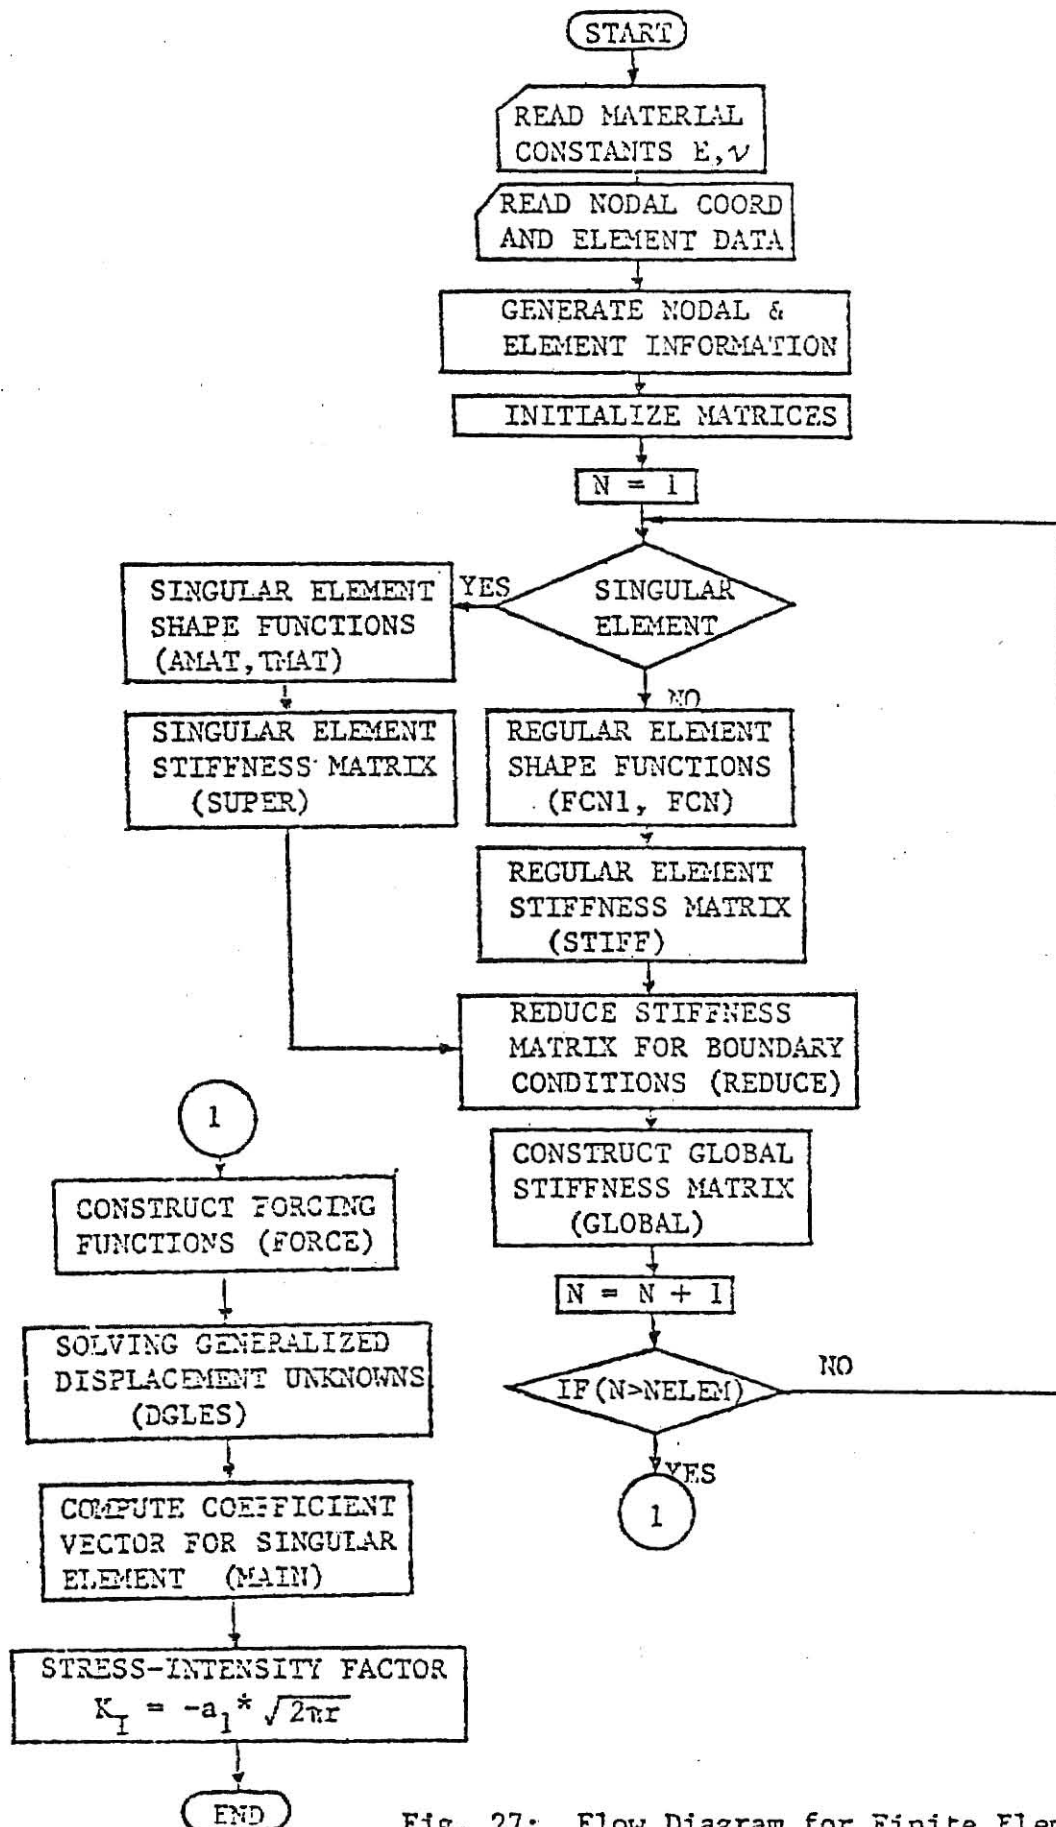 START
READ MATERIAL
CONSTANTS E,ν
READ NODAL COORD
AND ELEMENT DATA
GENERATE NODAL &
ELEMENT INFORMATION
INITIALIZE MATRICES
N = 1
SINGULAR
ELEMENT
YES
SINGULAR ELEMENT
SHAPE FUNCTIONS
(AMAT,TMAT)
SINGULAR ELEMENT
STIFFNESS MATRIX
(SUPER)
NO
REGULAR ELEMENT
SHAPE FUNCTIONS
(FCN1, FCN)
REGULAR ELEMENT
STIFFNESS MATRIX
(STIFF)
REDUCE STIFFNESS
MATRIX FOR BOUNDARY
CONDITIONS (REDUCE)
CONSTRUCT GLOBAL
STIFFNESS MATRIX
(GLOBAL)
N = N + 1
IF(N>NELEM)
NO
YES
1
1
CONSTRUCT FORCING
FUNCTIONS (FORCE)
SOLVING GENERALIZED
DISPLACEMENT UNKNOWNS
(DGLES)
COMPUTE COEFFICIENT
VECTOR FOR SINGULAR
ELEMENT (MAIN)
STRESS-INTENSITY FACTOR
K_I = -a_1* √2πr
END
Fig. 27: Flow Diagram for Finite Elem